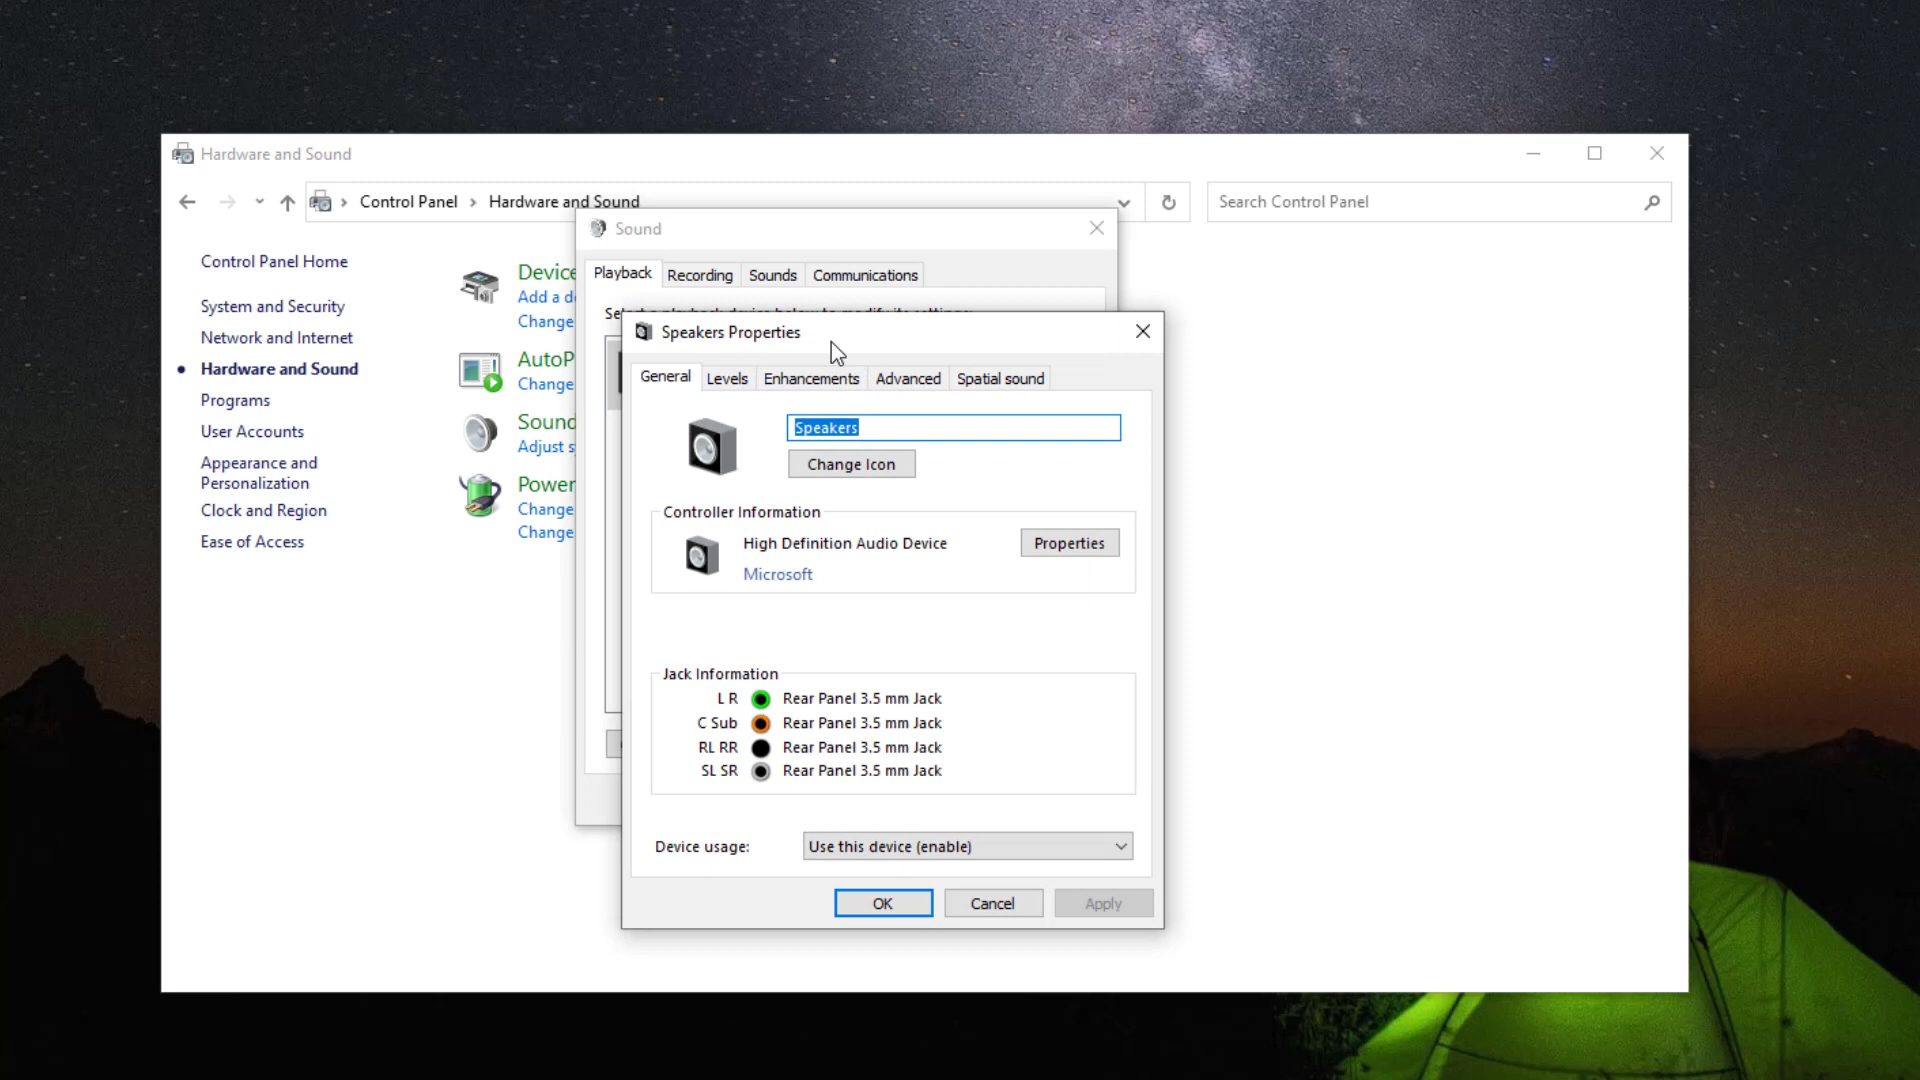 Hardware and Sound
Control Panel Hardware and Sound
Search Control Panel
Control Panel Home
System and Security
Network and Internet
Hardware and Sound
Programs
User Accounts
Appearance and
Personalization
Clock and Region
Ease of Access
Device
Add a d
Change
AutoP
Change
Sound
Adjust s
Power
Change
Change
Sound
Playback Recording Sounds Communications
Speakers Properties
General Levels Enhancements Advanced Spatial sound
Speakers
Change Icon
Controller Information
High Definition Audio Device
Properties
Microsoft
Jack Information
L R Rear Panel 3.5 mm Jack
C Sub Rear Panel 3.5 mm Jack
RL RR Rear Panel 3.5 mm Jack
SL SR Rear Panel 3.5 mm Jack
Device usage: Use this device (enable)
OK Cancel Apply